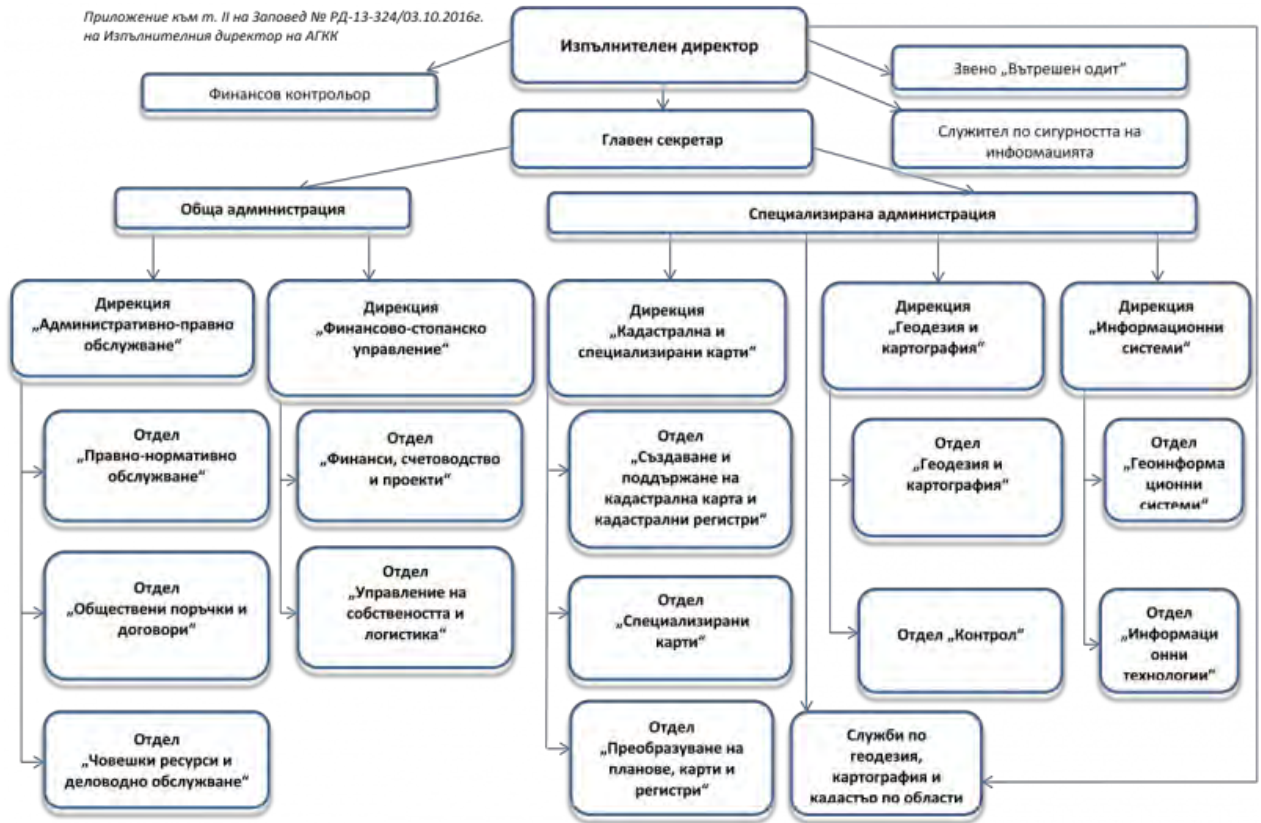 Приложение към т. II на Заповед № РД-13-324/03.10.2016г.
на Изпълнителния директор на АГКК
Изпълнителен директор
Финансов контрольор
Звено „Вътрешен одит“
Главен секретар
Служител по сигурността на
информацията
Обща администрация
Специализирана администрация
Дирекция
„Административно-правно
обслужване“
Дирекция
„Финансово-стопанско
управление“
Дирекция
„Кадастрална и
специализирани карти“
Дирекция
„Геодезия и
картография“
Дирекция
„Информационни
системи“
Отдел
„Правно-нормативно
обслужване“
Отдел
„Финанси, счетоводство
и проекти“
Отдел
„Създаване и
поддържане на
кадастрална карта и
кадастрални регистри“
Отдел
„Геодезия и
картография“
Отдел
„Геоинформа
ционни
системи“
Отдел
„Обществени поръчки и
договори“
Отдел
„Управление на
собствеността и
логистика“
Отдел
„Специализирани
карти“
Отдел „Контрол“
Отдел
„Информаци
онни
технологии“
Отдел
„Човешки ресурси и
деловодно обслужване“
Отдел
„Преобразуване на
планове, карти и
регистри“
Служби по
геодезия,
картография и
кадастър по области